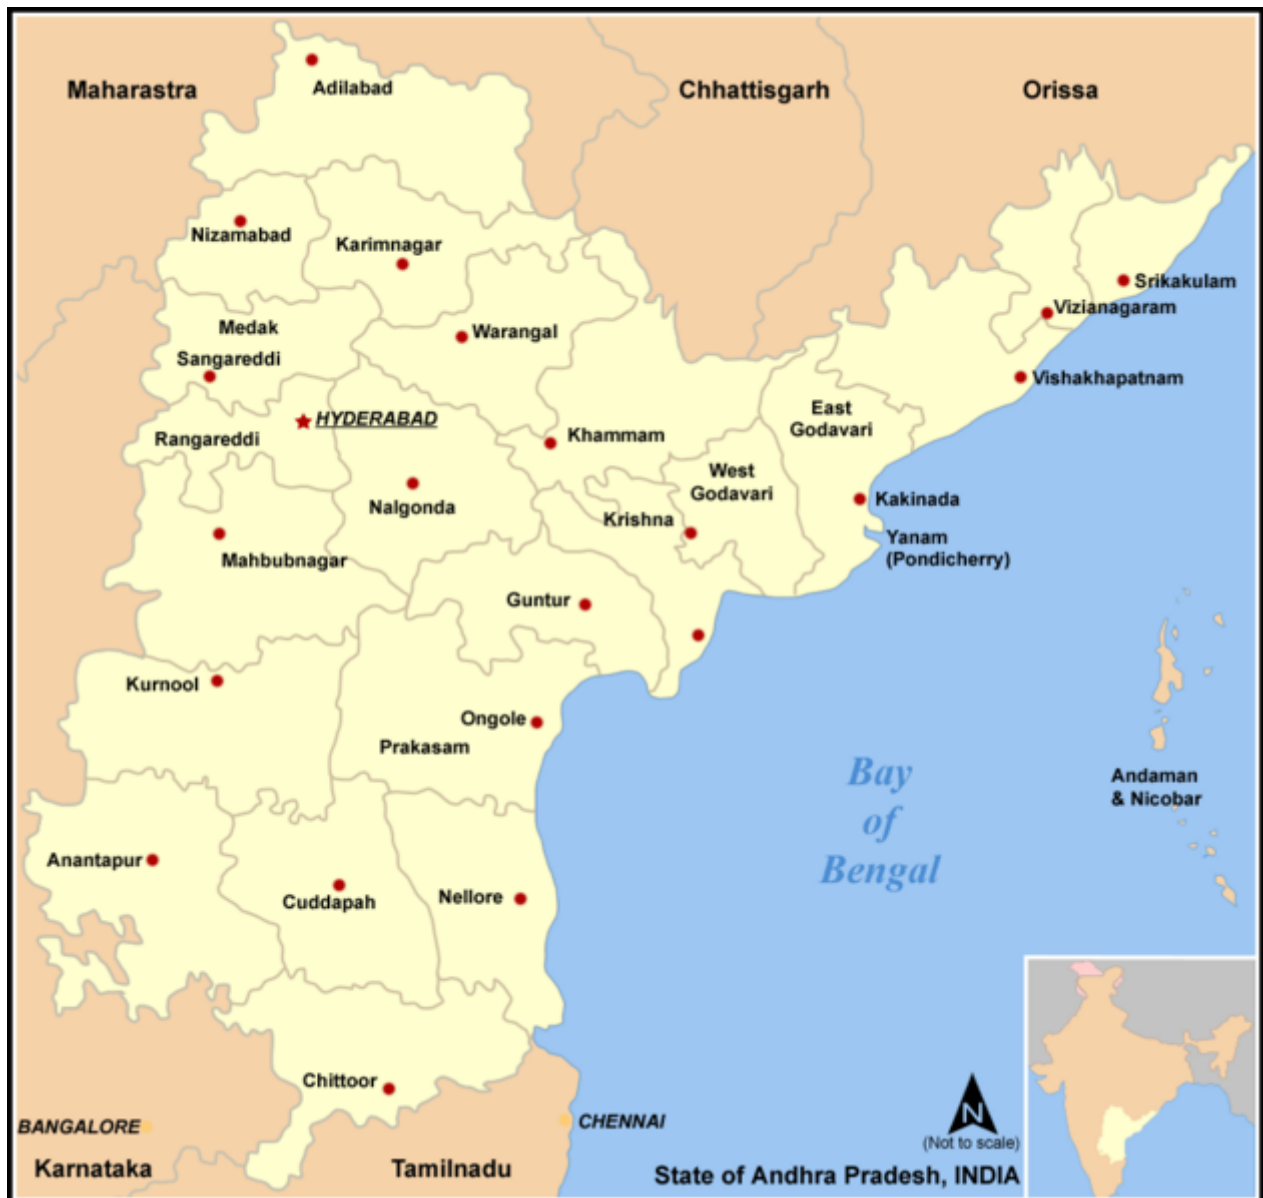 Maharastra
Chhattisgarh
Orissa
Adilabad
Nizamabad
Karimnagar
Srikakulam
Vizianagaram
Medak
Warangal
Sangareddi
Vishakhapatnam
HYDERABAD
East
Godavari
Rangareddi
Khammam
West
Godavari
Nalgonda
Kakinada
Krishna
Yanam
(Pondicherry)
Mahbubnagar
Guntur
Kurnool
Ongole
Prakasam
Bay
of
Bengal
Andaman
& Nicobar
Anantapur
Cuddapah
Nellore
Chittoor
BANGALORE
CHENNAI
N
(Not to scale)
Karnataka
Tamilnadu
State of Andhra Pradesh, INDIA